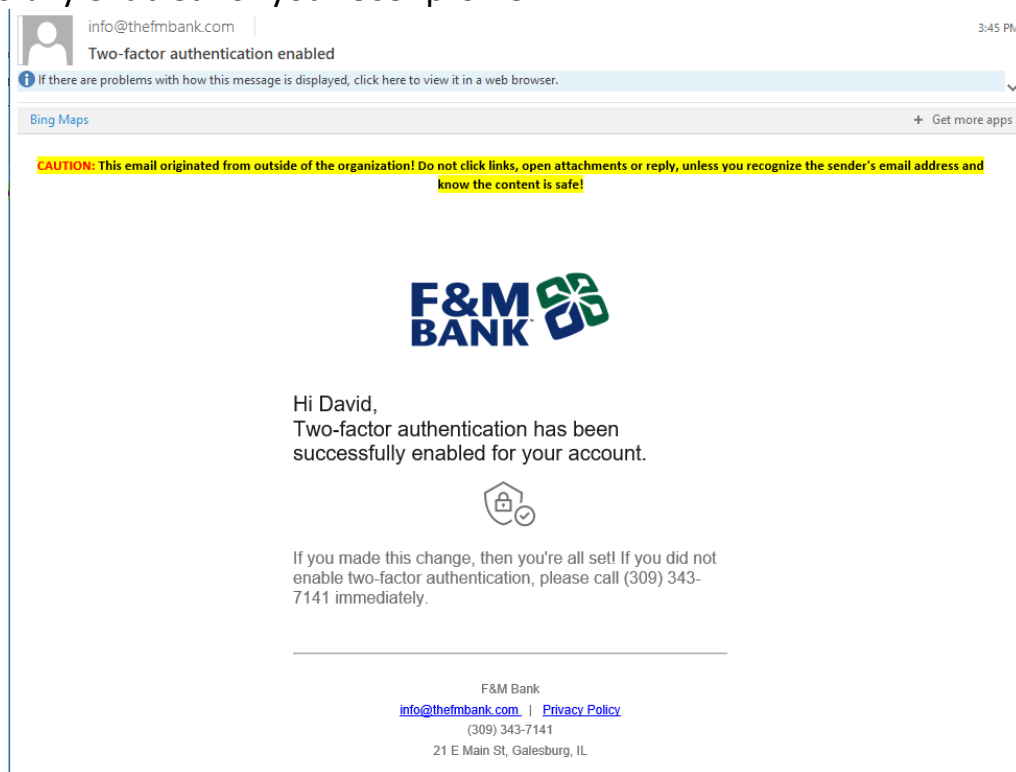 info@thefmbank.com
3:45 PM
Two-factor authentication enabled
If there are problems with how this message is displayed, click here to view it in a web browser.
Bing Maps
+ Get more apps
CAUTION: This email originated from outside of the organization! Do not click links, open attachments or reply, unless you recognize the sender's email address and
know the content is safe!
F&M
BANK
Hi David,
Two-factor authentication has been
successfully enabled for your account.
If you made this change, then you're all set! If you did not
enable two-factor authentication, please call (309) 343-
7141 immediately.
F&M Bank
info@thefmbank.com | Privacy Policy
(309) 343-7141
21 E Main St, Galesburg, IL